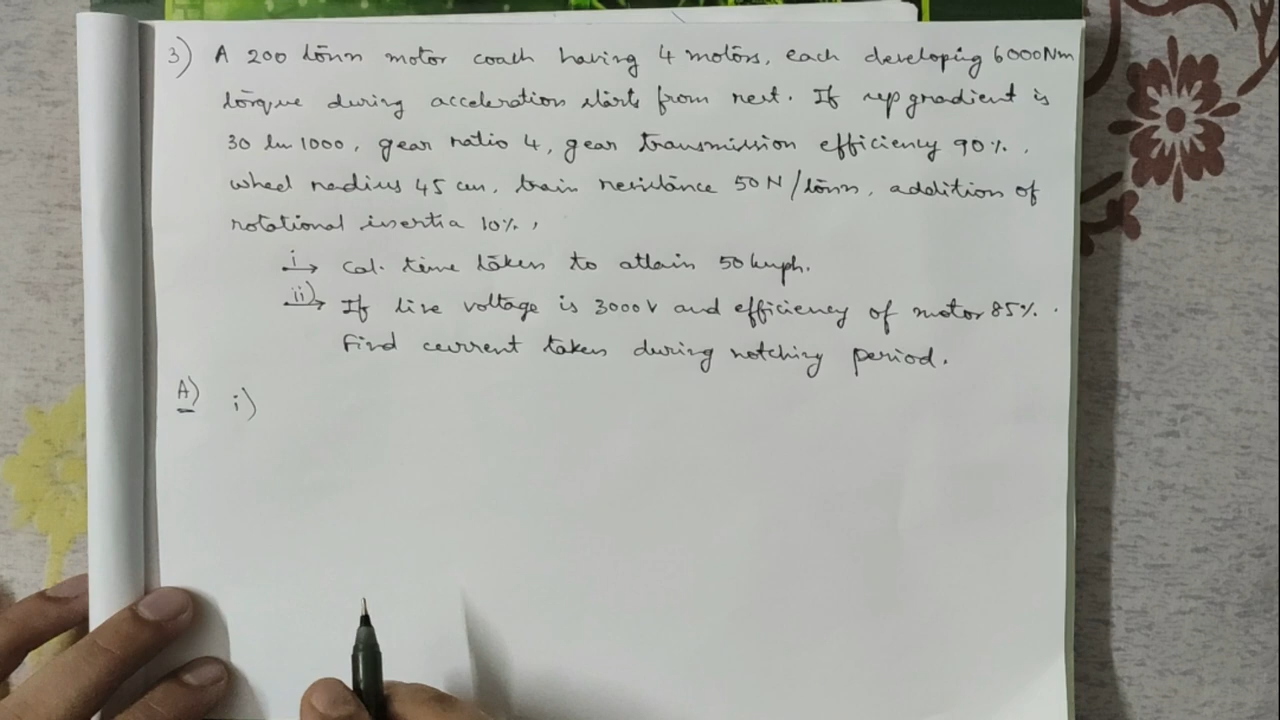 3) A 200 tonn motor coach having 4 motors, each developing 6000Nm
torque during acceleration starts from rest. If up gradient is
30 in 1000, gear ratio 4, gear transmission efficiency 90%,
wheel radius 45 cm, train resistance 50N/tonn, addition of
rotational inertia 10%,
i → Cal. time taken to attain 50 kmph.
ii) → If line voltage is 3000V and efficiency of motor 85%.
Find current taken during notching period.
A) i)